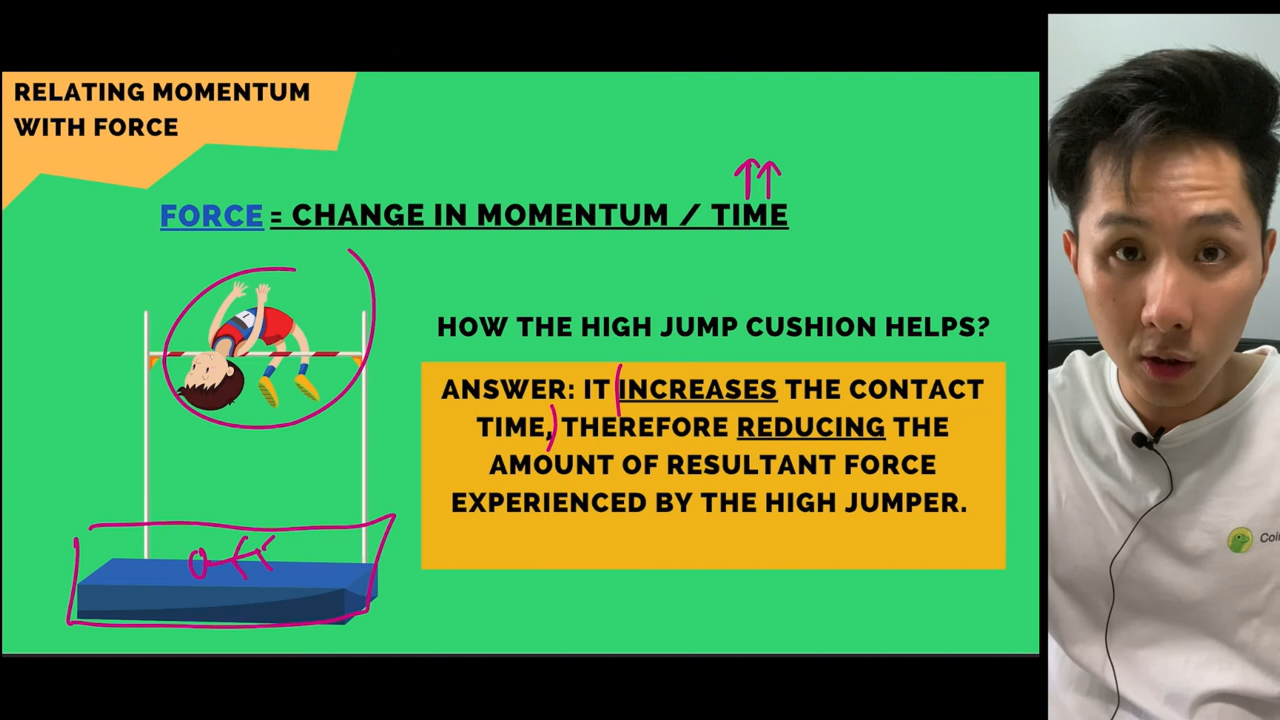 RELATING MOMENTUM
WITH FORCE
FORCE = CHANGE IN MOMENTUM / TIME
HOW THE HIGH JUMP CUSHION HELPS?
ANSWER: IT INCREASES THE CONTACT
TIME, THEREFORE REDUCING THE
AMOUNT OF RESULTANT FORCE
EXPERIENCED BY THE HIGH JUMPER.